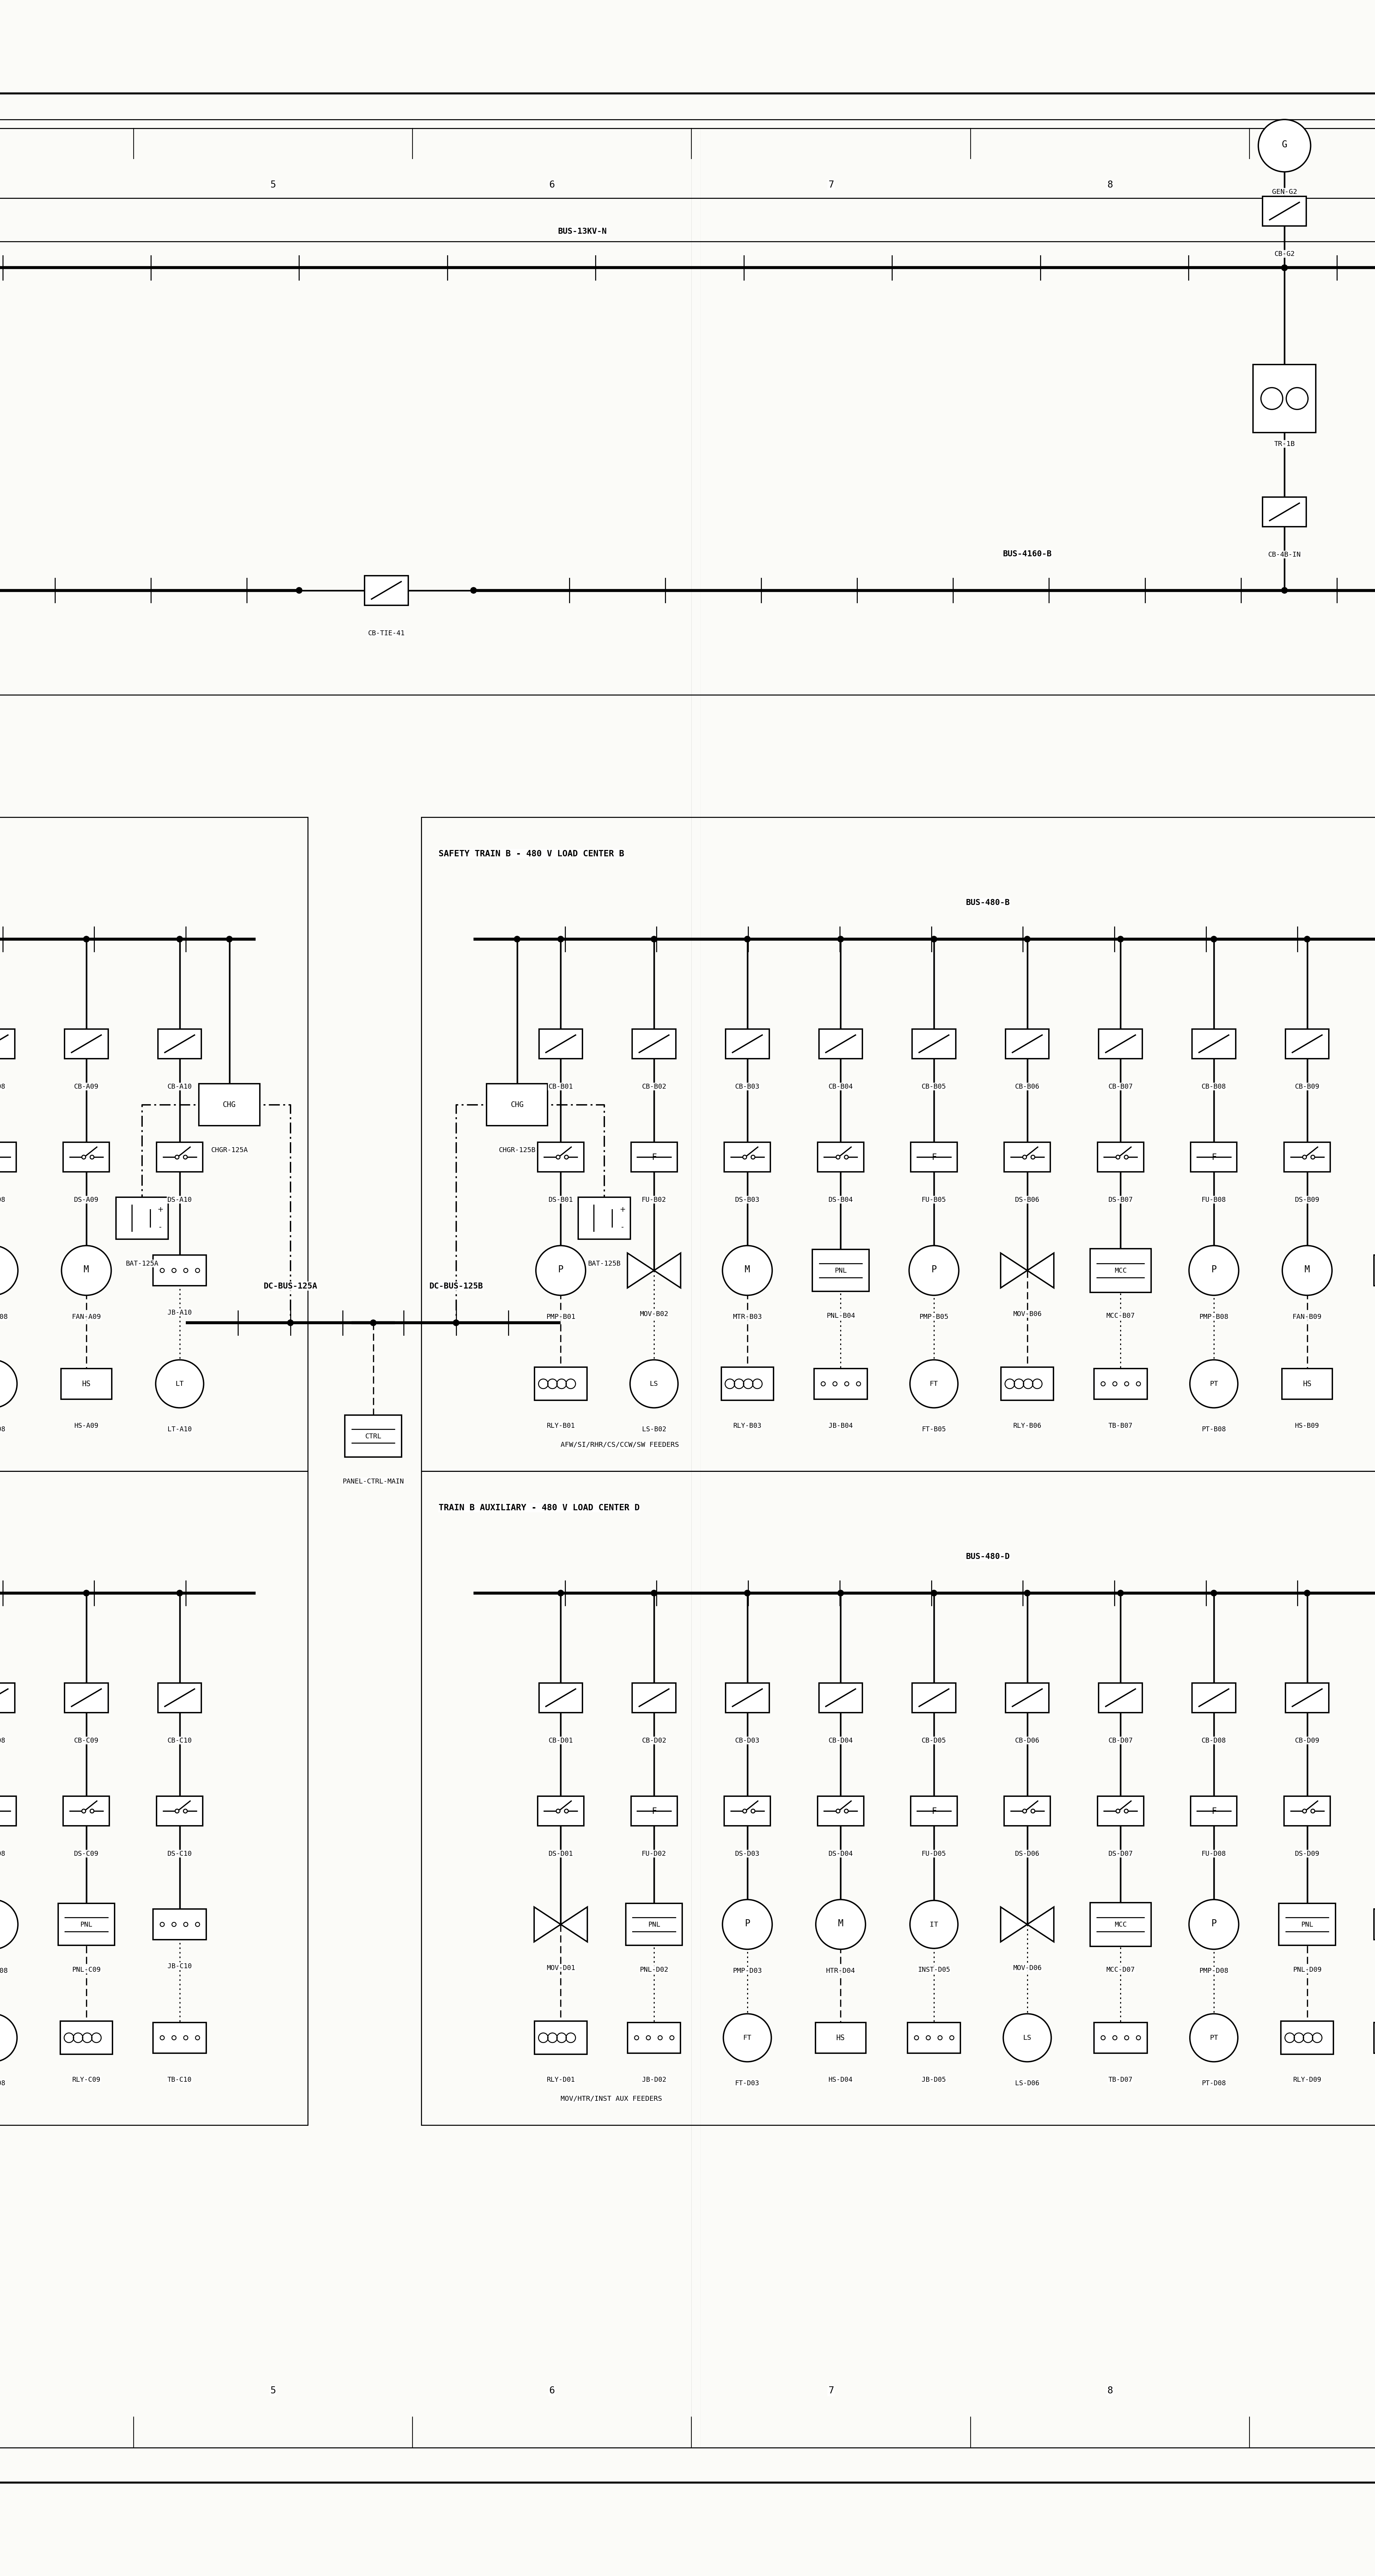 G
5 6 7 8
GEN-G2
BUS-13KV-N
CB-G2
TR-1B
BUS-4160-B
CB-4B-IN
CB-TIE-41
SAFETY TRAIN B - 480 V LOAD CENTER B
BUS-480-B
08 CB-A09 CB-A10 CB-B01 CB-B02 CB-B03 CB-B04 CB-B05 CB-B06 CB-B07 CB-B08 CB-B09
CHG CHG
CHGR-125A CHGR-125B
F F F
08 DS-A09 DS-A10 DS-B01 FU-B02 DS-B03 DS-B04 FU-B05 DS-B06 DS-B07 FU-B08 DS-B09
+ +
- -
BAT-125A BAT-125B
M P M PNL P MCC P M
DC-BUS-125A DC-BUS-125B
08 FAN-A09 JB-A10 PMP-B01 MOV-B02 MTR-B03 PNL-B04 PMP-B05 MOV-B06 MCC-B07 PMP-B08 FAN-B09
HS LT LS FT PT HS
08 HS-A09 LT-A10 RLY-B01 LS-B02 RLY-B03 JB-B04 FT-B05 RLY-B06 TB-B07 PT-B08 HS-B09
CTRL
AFW/SI/RHR/CS/CCW/SW FEEDERS
PANEL-CTRL-MAIN
TRAIN B AUXILIARY - 480 V LOAD CENTER D
BUS-480-D
08 CB-C09 CB-C10 CB-D01 CB-D02 CB-D03 CB-D04 CB-D05 CB-D06 CB-D07 CB-D08 CB-D09
F F F
08 DS-C09 DS-C10 DS-D01 FU-D02 DS-D03 DS-D04 FU-D05 DS-D06 DS-D07 FU-D08 DS-D09
PNL PNL P M IT MCC P PNL
08 PNL-C09 JB-C10 MOV-D01 PNL-D02 PMP-D03 HTR-D04 INST-D05 MOV-D06 MCC-D07 PMP-D08 PNL-D09
FT HS LS PT
08 RLY-C09 TB-C10 RLY-D01 JB-D02 FT-D03 HS-D04 JB-D05 LS-D06 TB-D07 PT-D08 RLY-D09
MOV/HTR/INST AUX FEEDERS
5 6 7 8